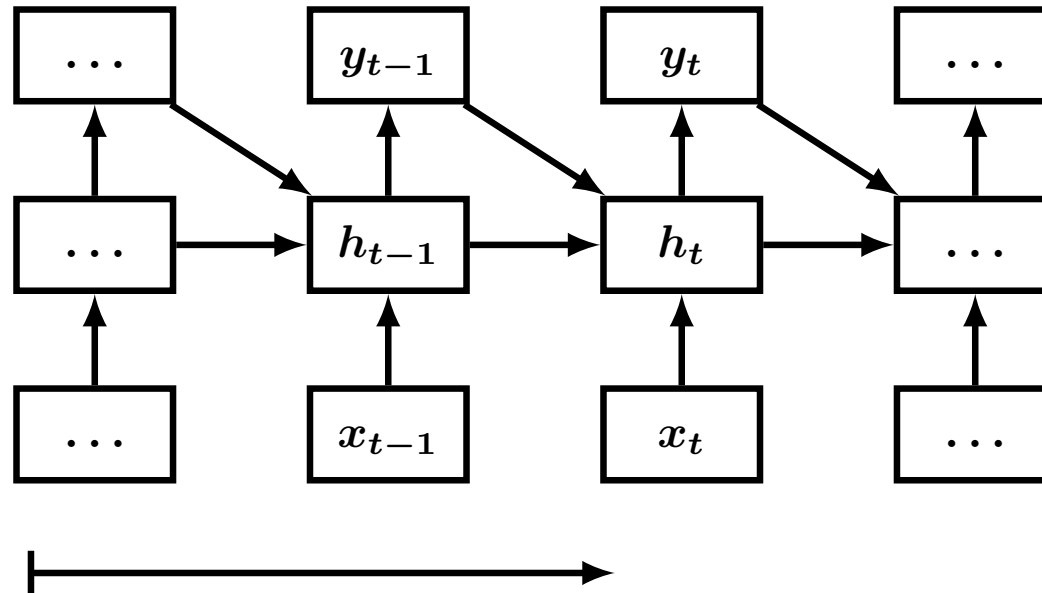 ... y_{t-1} y_t ...
... h_{t-1} h_t ...
... x_{t-1} x_t ...